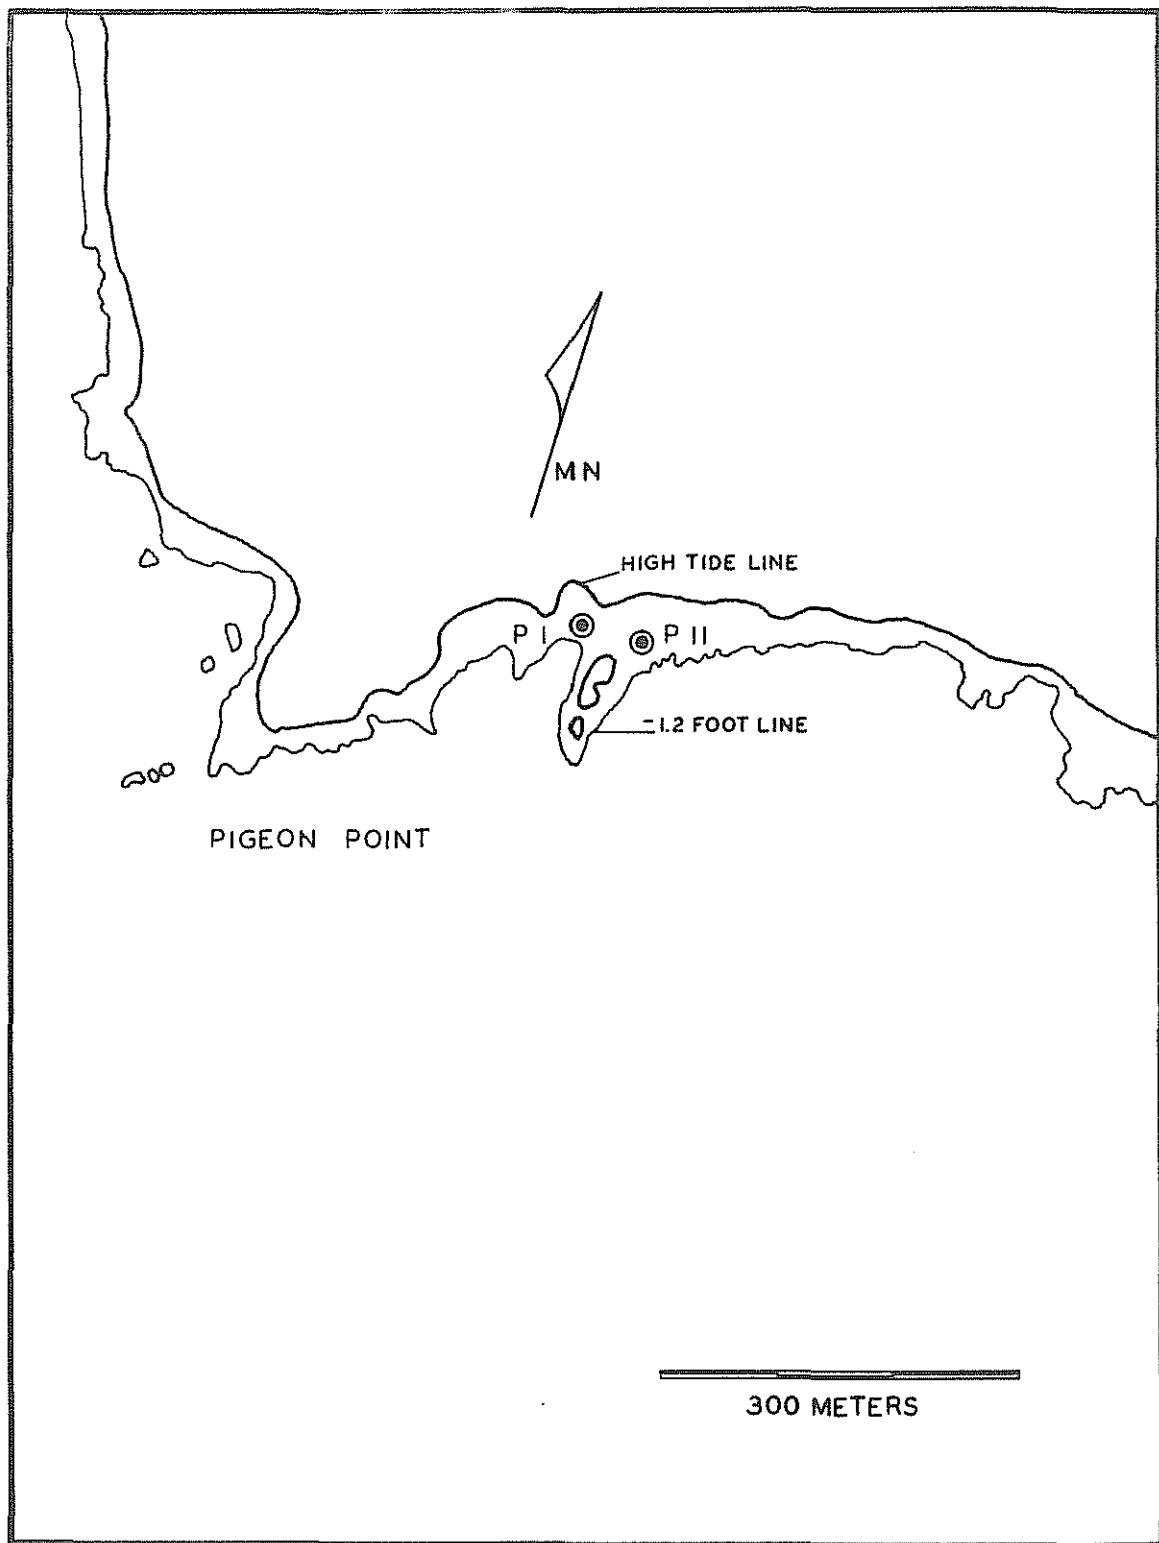 MN
HIGH TIDE LINE
P I
P II
-1.2 FOOT LINE
PIGEON POINT
300 METERS